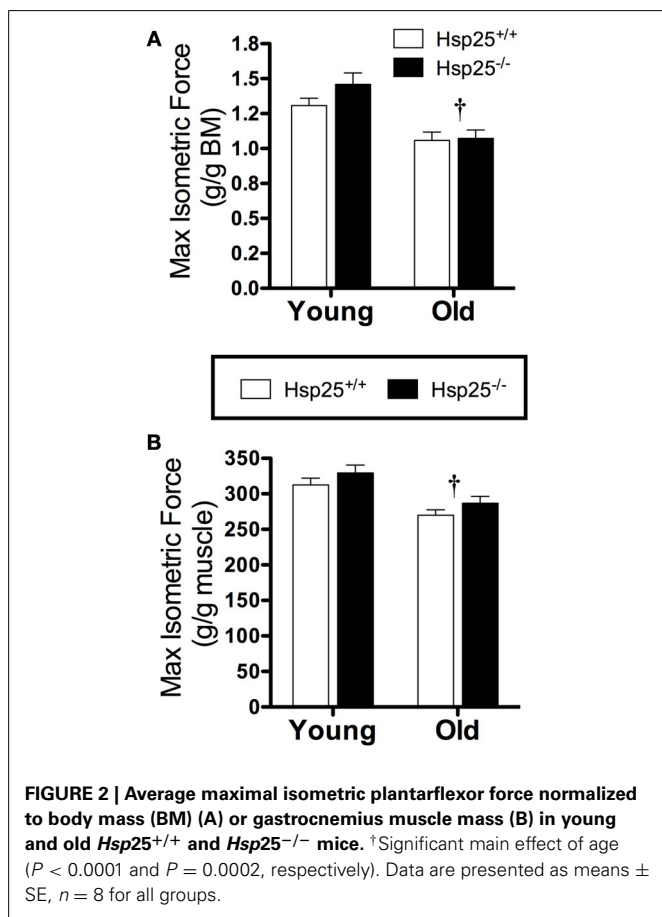 A
Hsp25+/+
Hsp25-/-
Max Isometric Force
(g/g BM)
1.8
1.5
1.2
1.0
0.8
0.5
0.2
0.0
†
Young
Old
Hsp25+/+
Hsp25-/-
B
Max Isometric Force
(g/g muscle)
350
300
250
200
150
100
50
0
†
Young
Old
FIGURE 2 | Average maximal isometric plantarflexor force normalized
to body mass (BM) (A) or gastrocnemius muscle mass (B) in young
and old Hsp25+/+ and Hsp25−/− mice. †Significant main effect of age
(P < 0.0001 and P = 0.0002, respectively). Data are presented as means ±
SE, n = 8 for all groups.